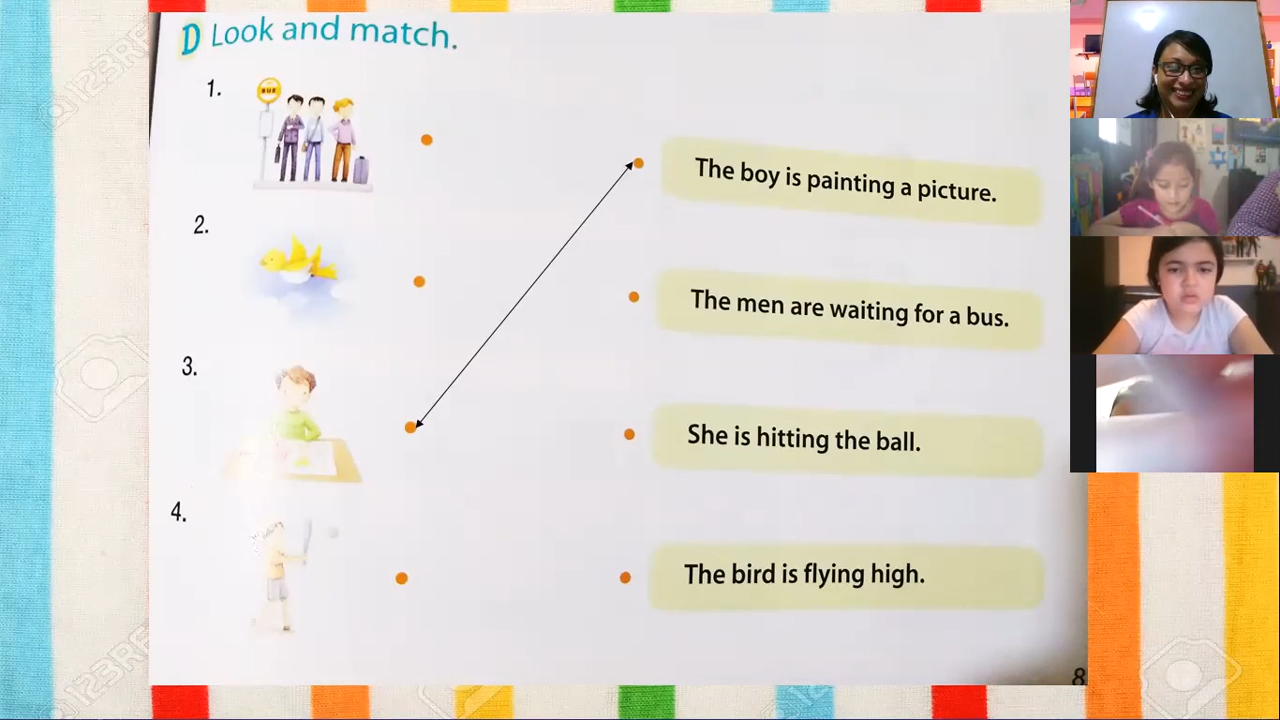 D Look and match.
1.
BUS
The boy is painting a picture.
2.
The men are waiting for a bus.
3.
She is hitting the ball.
4.
The bird is flying high.
8